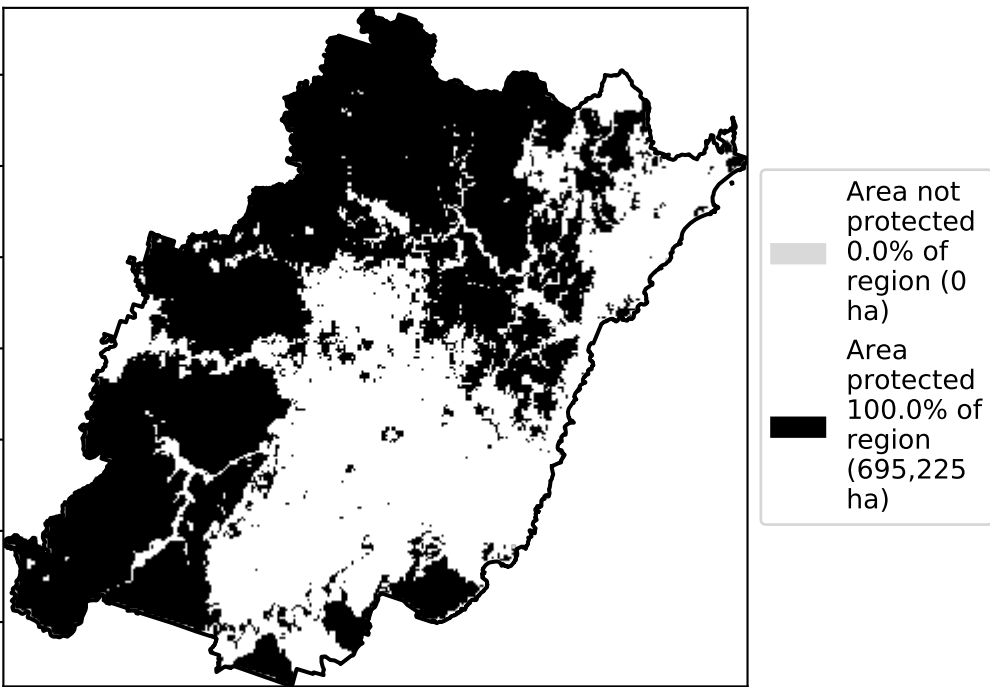 Area not
protected
0.0% of
region (0
ha)
Area
protected
100.0% of
region
(695,225
ha)